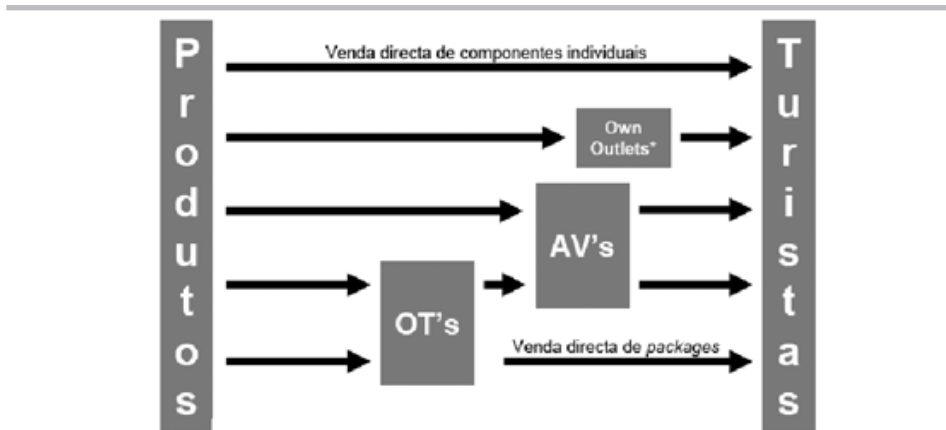 Produtos
Venda directa de componentes individuais
Own
Outlets*
AV's
OT's
Venda directa de packages
Turistas